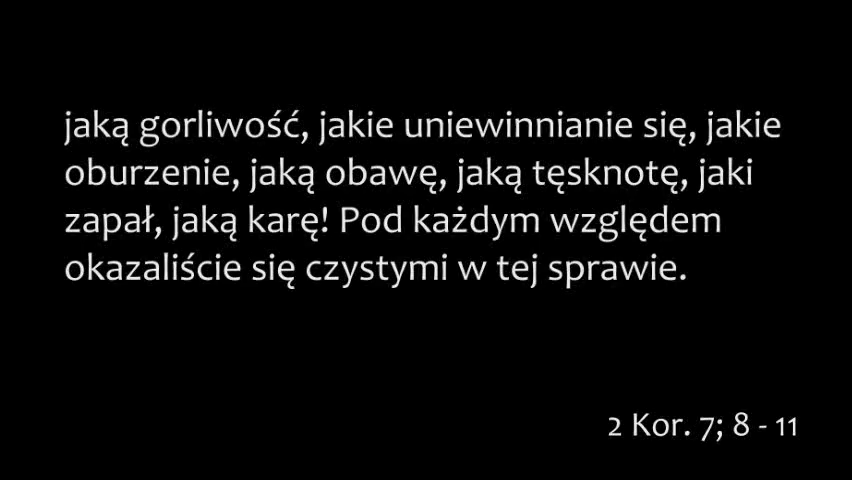 jaką gorliwość, jakie uniewinnianie się, jakie
oburzenie, jaką obawę, jaką tęsknotę, jaki
zapał, jaką karę! Pod każdym względem
okazaliście się czystymi w tej sprawie.
2 Kor. 7; 8 - 11